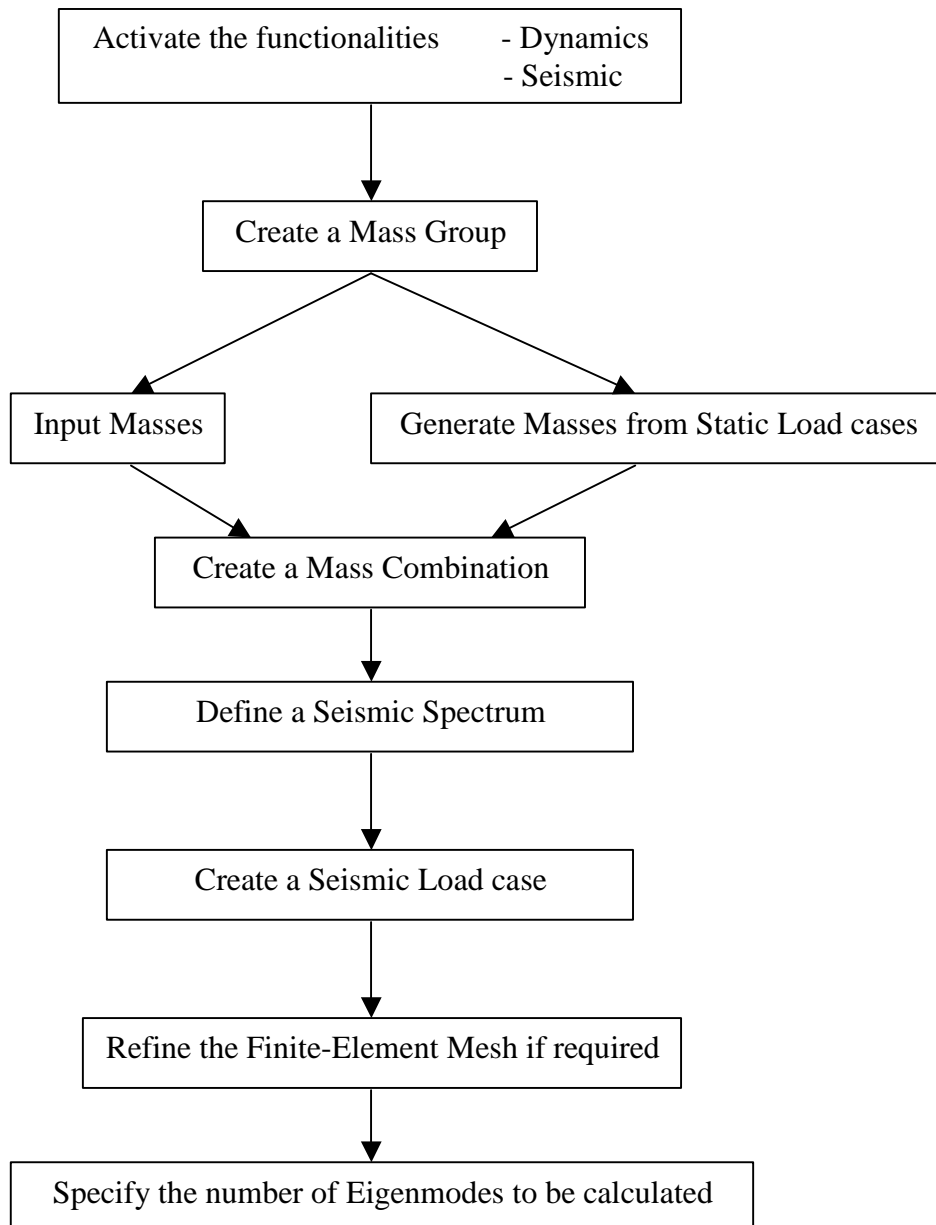 Activate the functionalities - Dynamics
- Seismic
Create a Mass Group
Input Masses
Generate Masses from Static Load cases
Create a Mass Combination
Define a Seismic Spectrum
Create a Seismic Load case
Refine the Finite-Element Mesh if required
Specify the number of Eigenmodes to be calculated